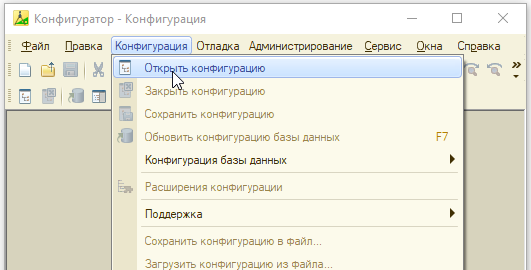 Конфигуратор - Конфигурация
Файл Правка Конфигурация Отладка Администрирование Сервис Окна Справка
Открыть конфигурацию
Закрыть конфигурацию
Сохранить конфигурацию
Обновить конфигурацию базы данных F7
Конфигурация базы данных
Расширения конфигурации
Поддержка
Сохранить конфигурацию в файл...
Загрузить конфигурацию из файла...